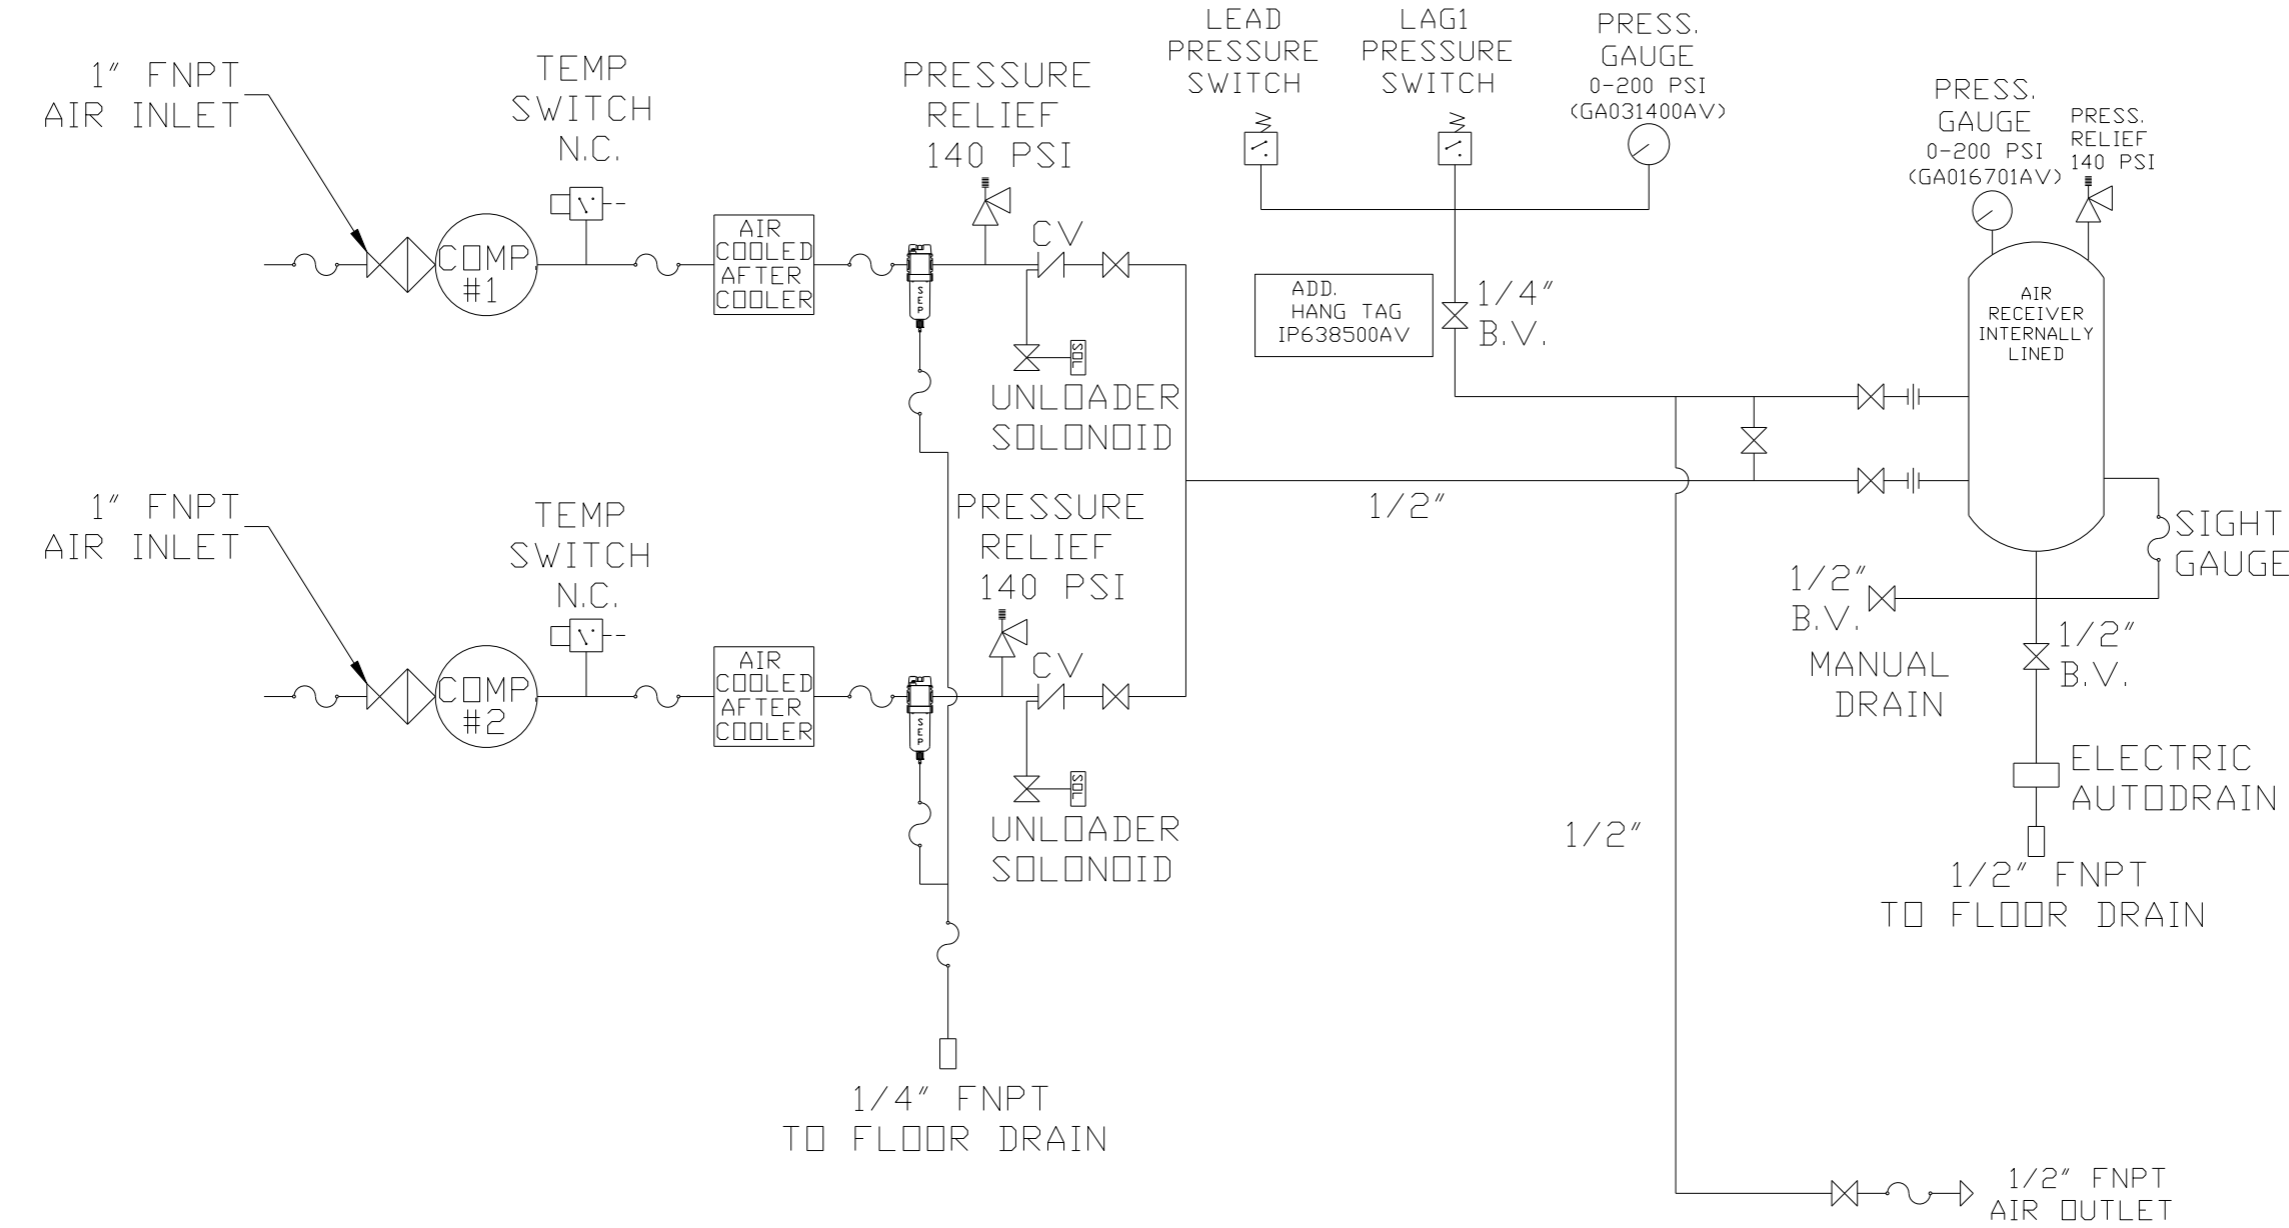 1″ FNPT
AIR INLET
TEMP
SWITCH
N.C.
COMP
#1
AIR
COOLED
AFTER
COOLER
SEP
PRESSURE
RELIEF
140 PSI
CV
SOL
UNLOADER
SOLONOID
LEAD
PRESSURE
SWITCH
LAG1
PRESSURE
SWITCH
PRESS.
GAUGE
0-200 PSI
(GA031400AV)
ADD.
HANG TAG
IP638500AV
1/4″
B.V.
PRESS.
GAUGE
0-200 PSI
(GA016701AV)
PRESS.
RELIEF
140 PSI
AIR
RECEIVER
INTERNALLY
LINED
1″ FNPT
AIR INLET
TEMP
SWITCH
N.C.
COMP
#2
AIR
COOLED
AFTER
COOLER
SEP
PRESSURE
RELIEF
140 PSI
CV
SOL
UNLOADER
SOLONOID
1/2″
SIGHT
GAUGE
1/2″
B.V.
MANUAL
DRAIN
1/2″
B.V.
ELECTRIC
AUTODRAIN
1/2″ FNPT
TO FLOOR DRAIN
1/2″
1/4″ FNPT
TO FLOOR DRAIN
1/2″ FNPT
AIR OUTLET